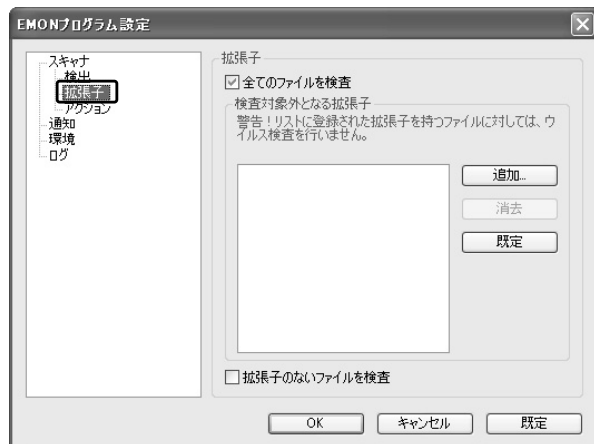 EMONプログラム設定
スキャナ
検出
拡張子
アクション
通知
環境
ログ
拡張子
全てのファイルを検査
検査対象外となる拡張子
警告！リストに登録された拡張子を持つファイルに対しては、ウ
イルス検査を行いません。
追加...
消去
既定
拡張子のないファイルを検査
OK
キャンセル
既定